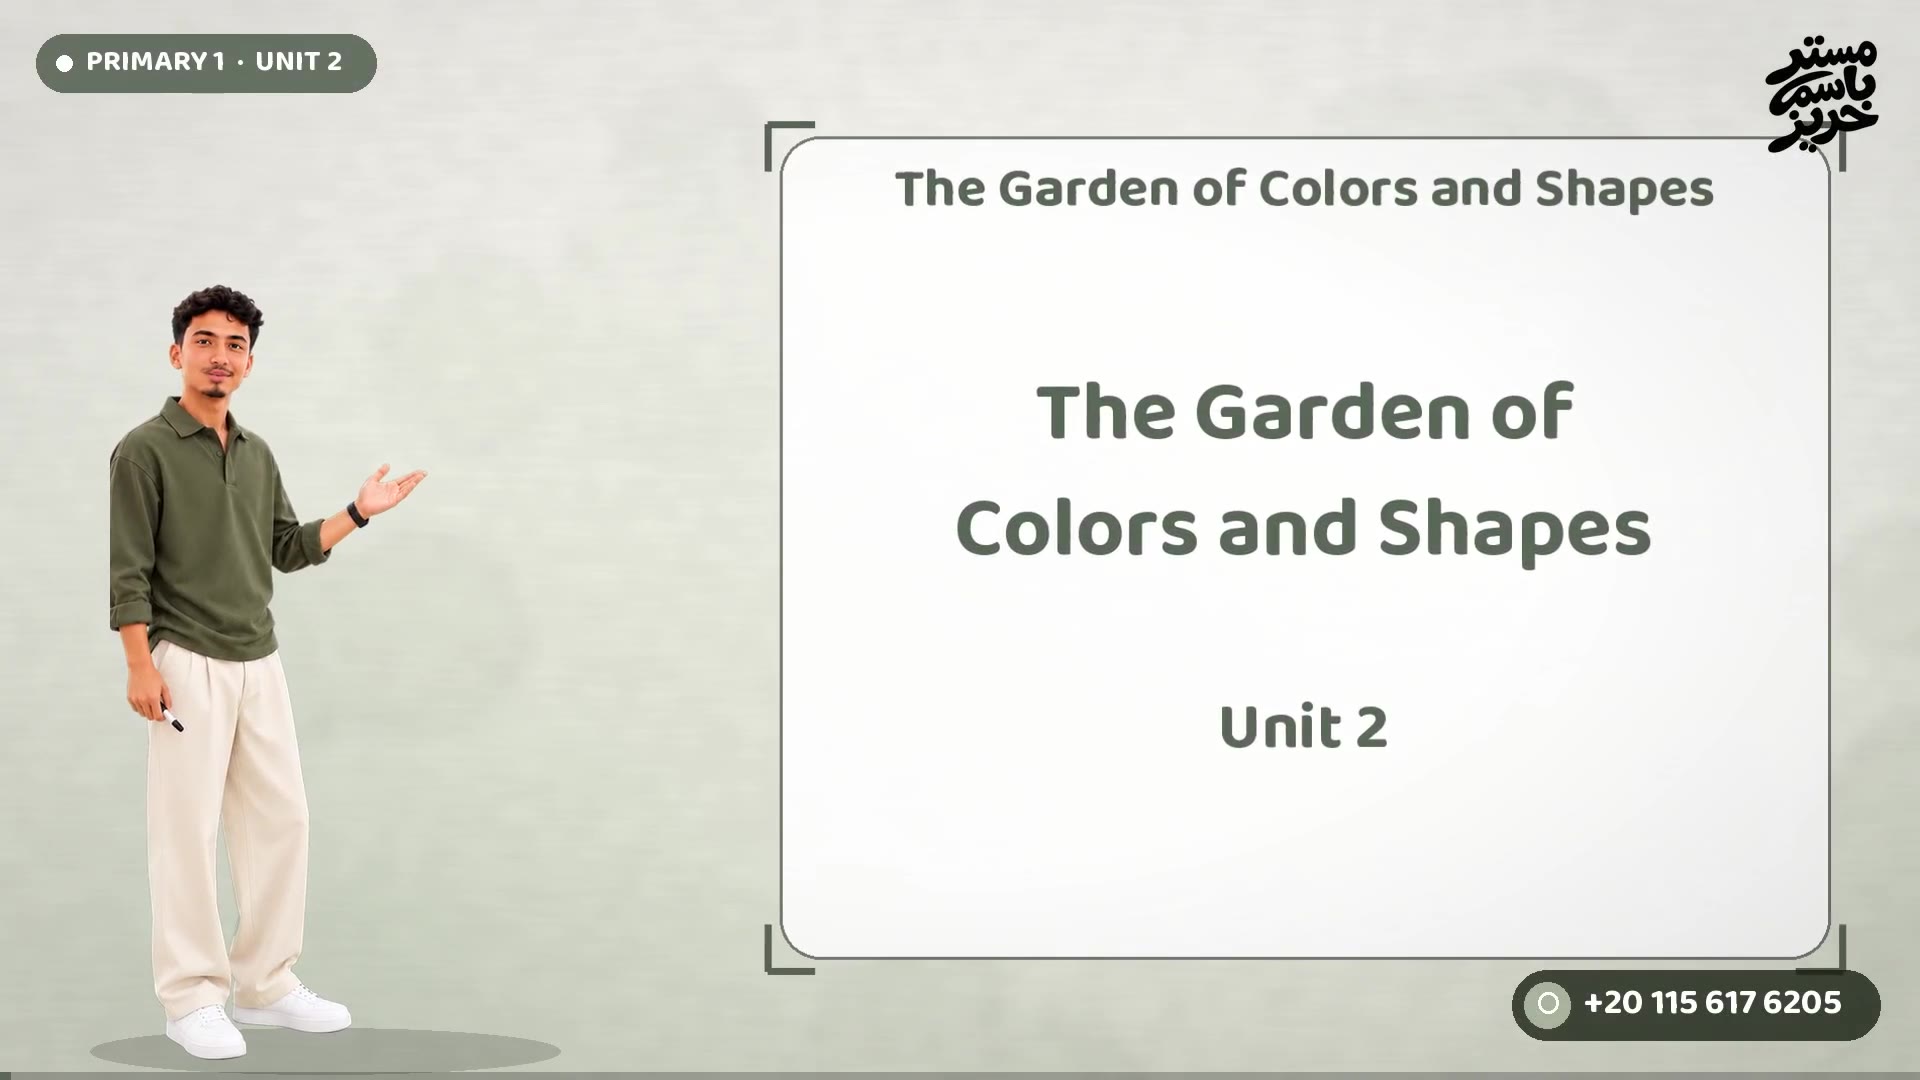 PRIMARY 1 · UNIT 2
مستر
باسم
حريز
The Garden of Colors and Shapes
The Garden of
Colors and Shapes
Unit 2
+20 115 617 6205